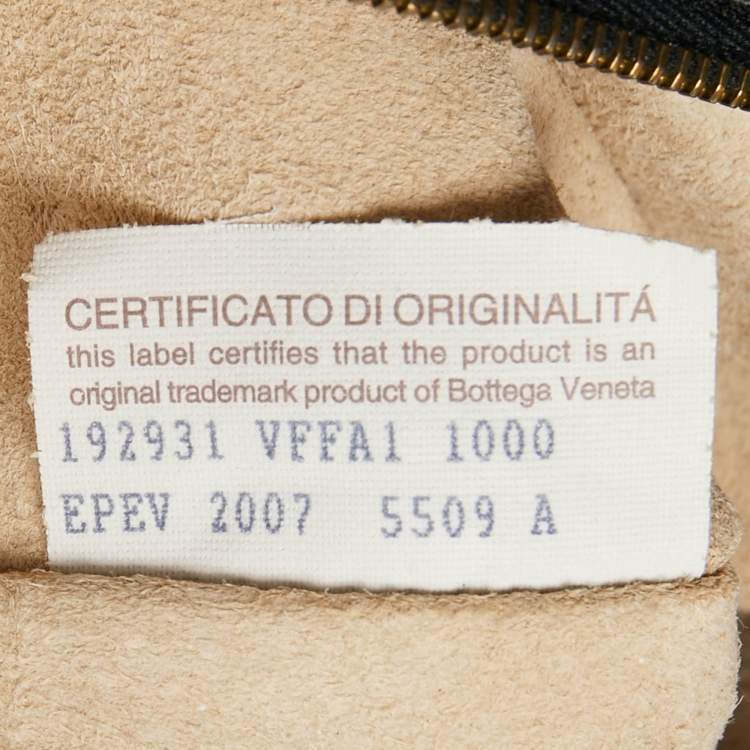 CERTIFICATO DI ORIGINALITÁ
this label certifies that the product is an
original trademark product of Bottega Veneta
192931 VFFA1 1000
EPEV 2007 5509 A